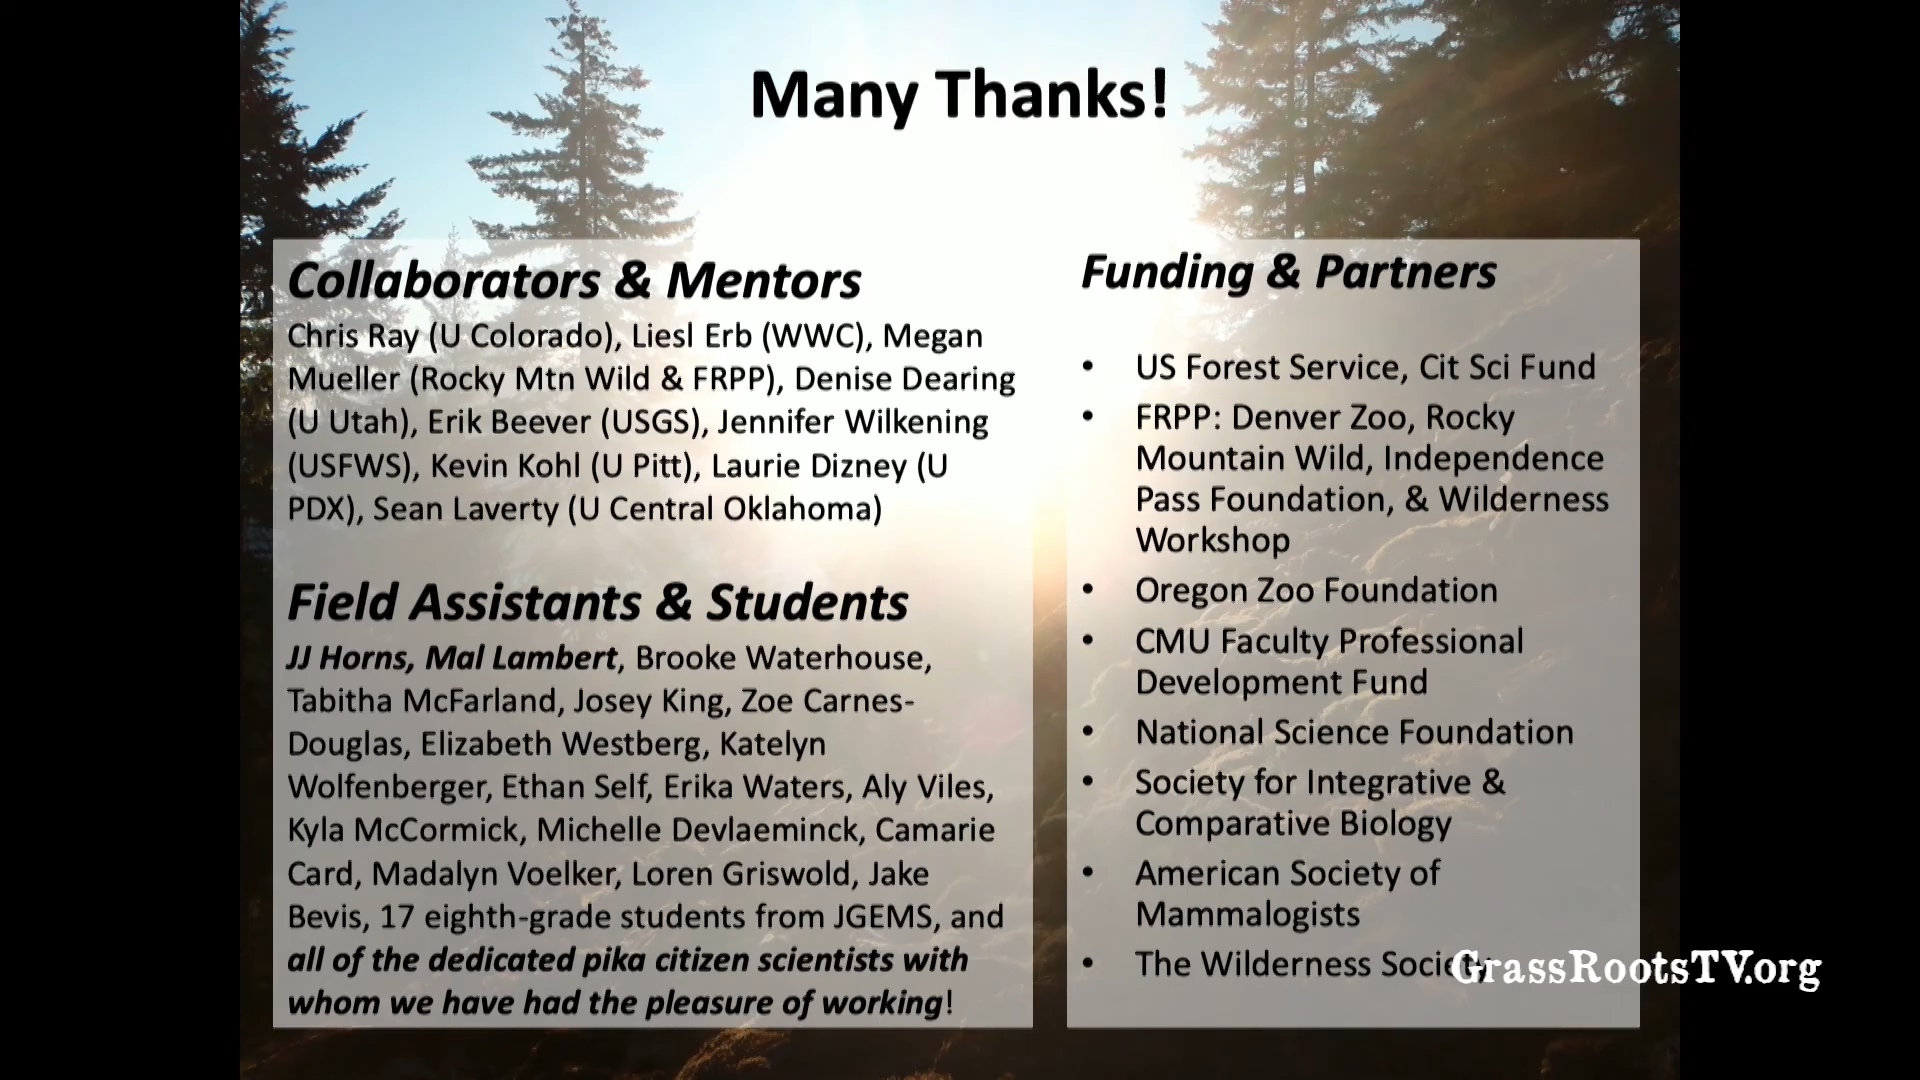 Many Thanks!
Collaborators & Mentors
Chris Ray (U Colorado), Liesl Erb (WWC), Megan
Mueller (Rocky Mtn Wild & FRPP), Denise Dearing
(U Utah), Erik Beever (USGS), Jennifer Wilkening
(USFWS), Kevin Kohl (U Pitt), Laurie Dizney (U
PDX), Sean Laverty (U Central Oklahoma)
Field Assistants & Students
JJ Horns, Mal Lambert, Brooke Waterhouse,
Tabitha McFarland, Josey King, Zoe Carnes-
Douglas, Elizabeth Westberg, Katelyn
Wolfenberger, Ethan Self, Erika Waters, Aly Viles,
Kyla McCormick, Michelle Devlaeminck, Camarie
Card, Madalyn Voelker, Loren Griswold, Jake
Bevis, 17 eighth-grade students from JGEMS, and
all of the dedicated pika citizen scientists with
whom we have had the pleasure of working!
Funding & Partners
• US Forest Service, Cit Sci Fund
• FRPP: Denver Zoo, Rocky
Mountain Wild, Independence
Pass Foundation, & Wilderness
Workshop
• Oregon Zoo Foundation
• CMU Faculty Professional
Development Fund
• National Science Foundation
• Society for Integrative &
Comparative Biology
• American Society of
Mammalogists
• The Wilderness Society
GrassRootsTV.org